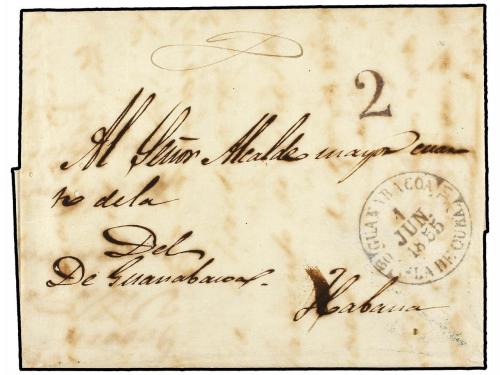 2
Al Señor Alcalde mayor cuar
to de la
Del
De Guanabacoa.
Habana
GUANABACOA
1
JUN.
1855
ISLA DE CUBA